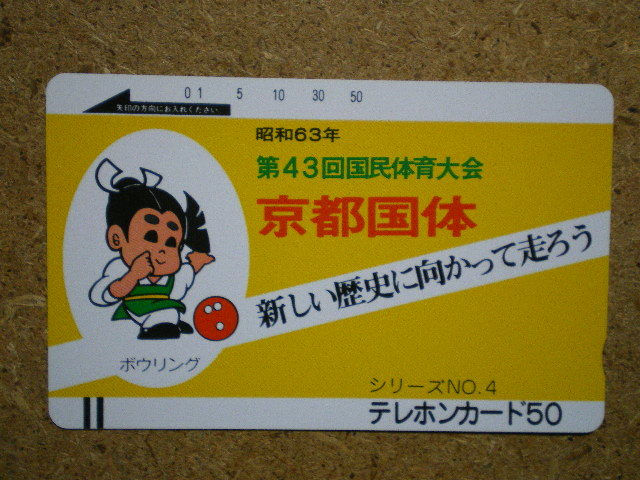 0 1 5 10 30 50
矢印の方向にお入れください
昭和63年
第43回国民体育大会
京都国体
新しい歴史に向かって走ろう
ボウリング
シリーズNO.4
テレホンカード50